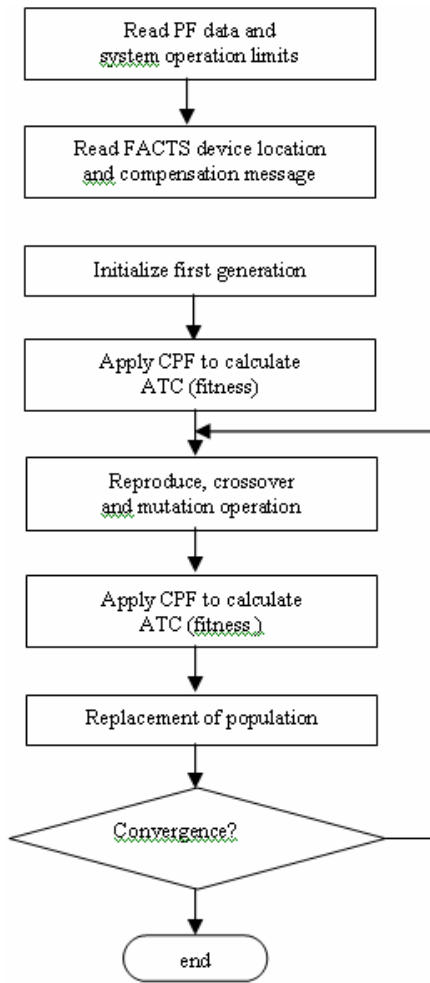 Read PF data and
system operation limits
Read FACTS device location
and compensation message
Initialize first generation
Apply CPF to calculate
ATC (fitness)
Reproduce, crossover
and mutation operation
Apply CPF to calculate
ATC (fitness )
Replacement of population
Convergence?
end